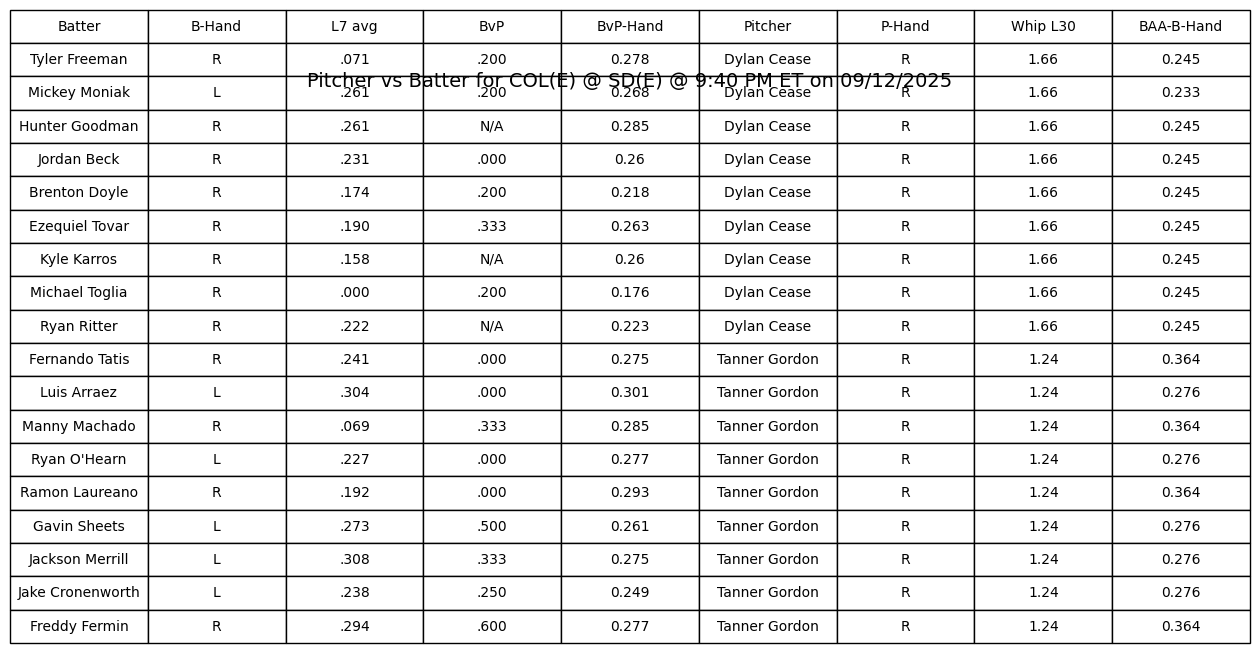 Batter B-Hand L7 avg BvP BvP-Hand Pitcher P-Hand Whip L30 BAA-B-Hand
Tyler Freeman R .071 .200 0.278 Dylan Cease R 1.66 0.245
Pitcher vs Batter for COL(E) @ SD(E) @ 9:40 PM ET on 09/12/2025
Mickey Moniak L .261 .200 0.268 Dylan Cease R 1.66 0.233
Hunter Goodman R .261 N/A 0.285 Dylan Cease R 1.66 0.245
Jordan Beck R .231 .000 0.26 Dylan Cease R 1.66 0.245
Brenton Doyle R .174 .200 0.218 Dylan Cease R 1.66 0.245
Ezequiel Tovar R .190 .333 0.263 Dylan Cease R 1.66 0.245
Kyle Karros R .158 N/A 0.26 Dylan Cease R 1.66 0.245
Michael Toglia R .000 .200 0.176 Dylan Cease R 1.66 0.245
Ryan Ritter R .222 N/A 0.223 Dylan Cease R 1.66 0.245
Fernando Tatis R .241 .000 0.275 Tanner Gordon R 1.24 0.364
Luis Arraez L .304 .000 0.301 Tanner Gordon R 1.24 0.276
Manny Machado R .069 .333 0.285 Tanner Gordon R 1.24 0.364
Ryan O'Hearn L .227 .000 0.277 Tanner Gordon R 1.24 0.276
Ramon Laureano R .192 .000 0.293 Tanner Gordon R 1.24 0.364
Gavin Sheets L .273 .500 0.261 Tanner Gordon R 1.24 0.276
Jackson Merrill L .308 .333 0.275 Tanner Gordon R 1.24 0.276
Jake Cronenworth L .238 .250 0.249 Tanner Gordon R 1.24 0.276
Freddy Fermin R .294 .600 0.277 Tanner Gordon R 1.24 0.364